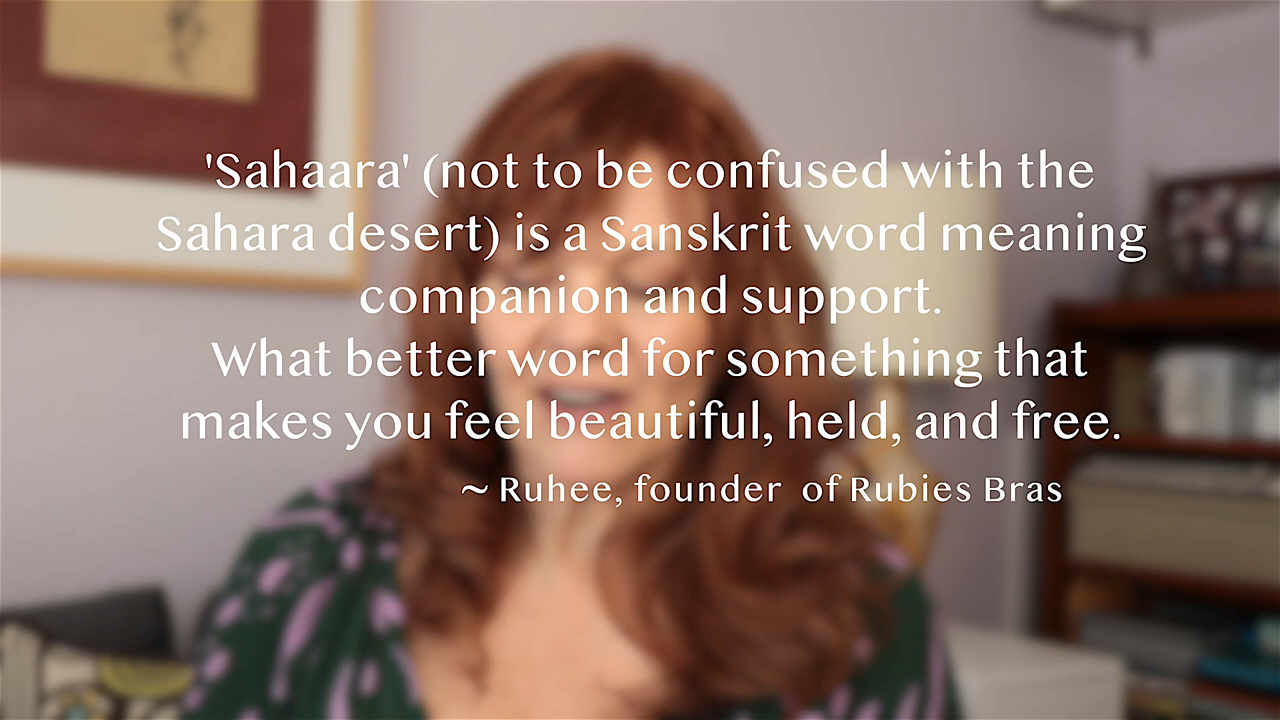 'Sahaara' (not to be confused with the
Sahara desert) is a Sanskrit word meaning
companion and support.
What better word for something that
makes you feel beautiful, held, and free.
~ Ruhee, founder of Rubies Bras